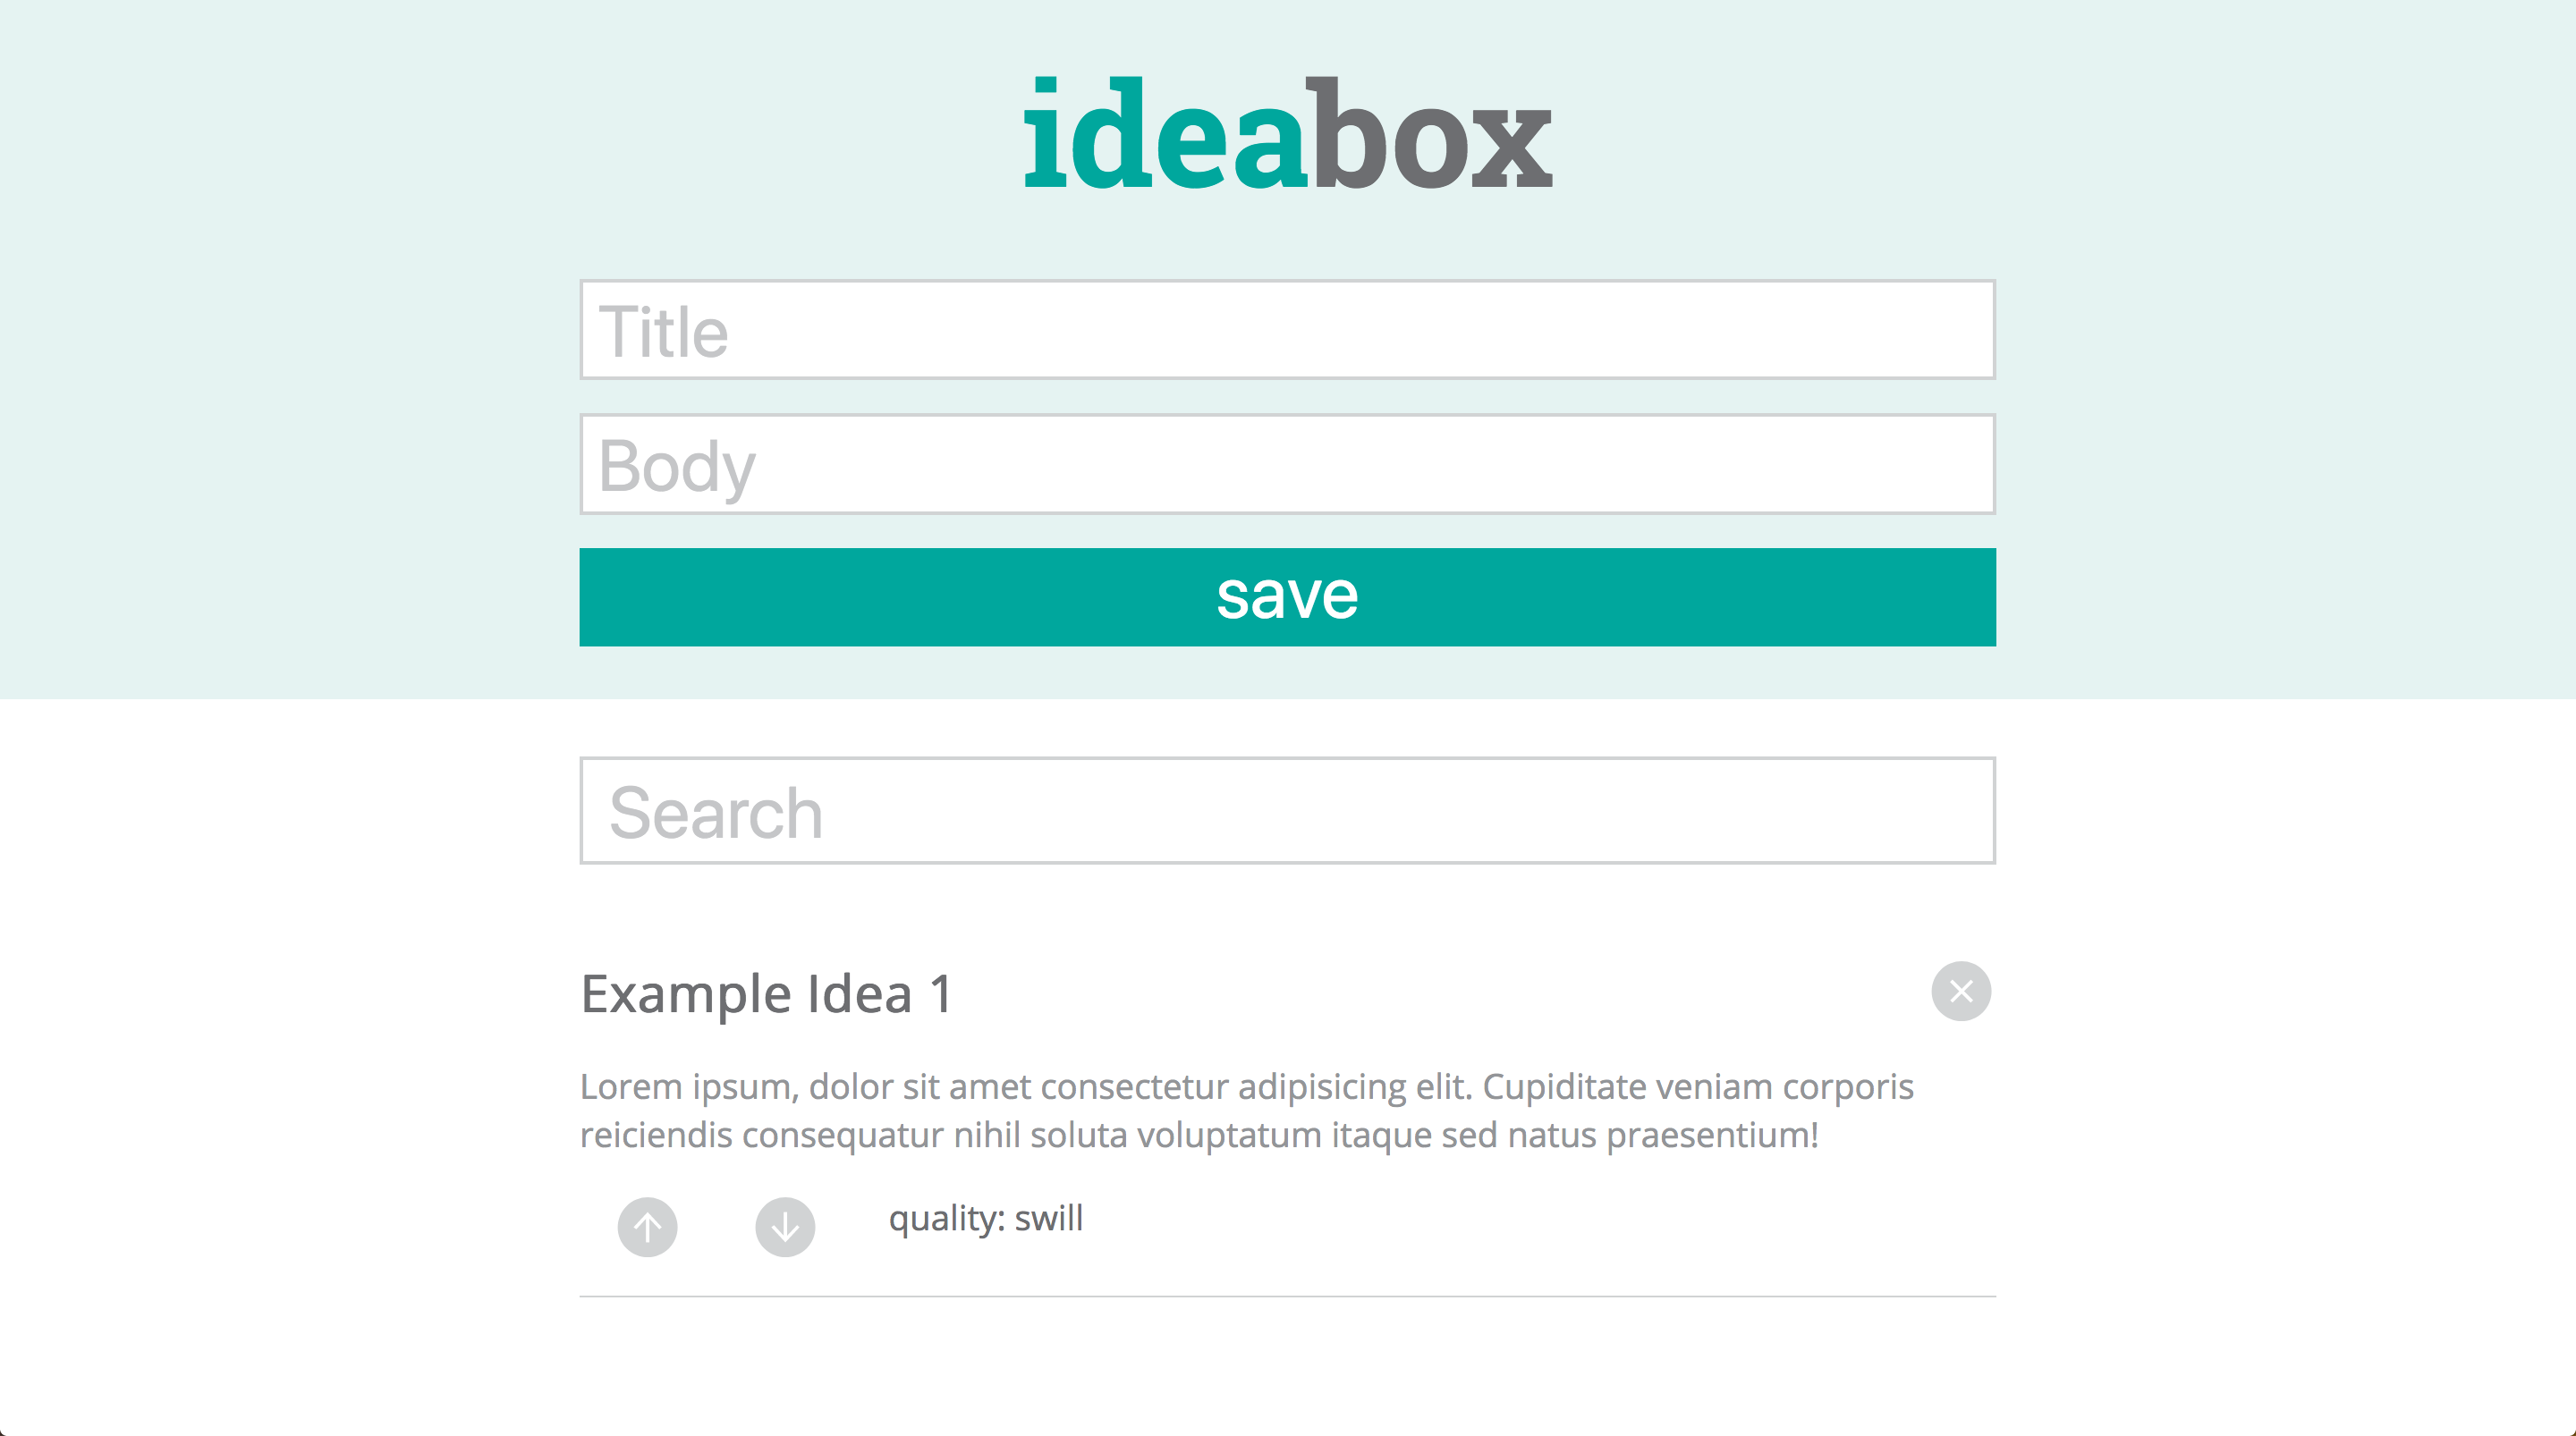 ideabox
Title
Body
save
Search
Example Idea 1
Lorem ipsum, dolor sit amet consectetur adipisicing elit. Cupiditate veniam corporis
reiciendis consequatur nihil soluta voluptatum itaque sed natus praesentium!
quality: swill